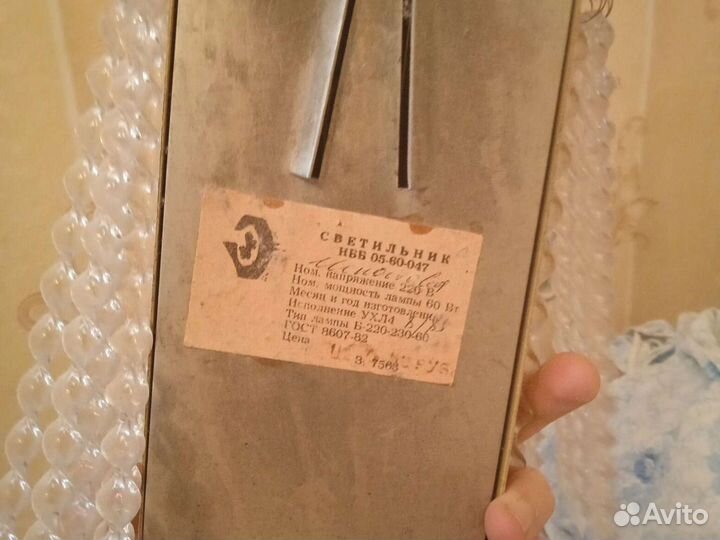 СВЕТИЛЬНИК
НББ 05-60-047
Ном. напряжение 220 В
Ном. мощность лампы 60 Вт
Месяц и год изготовления
Исполнение УХЛ4
Тип лампы Б-220-230-60
ГОСТ 8607-82
Цена
З. 7563
Avito